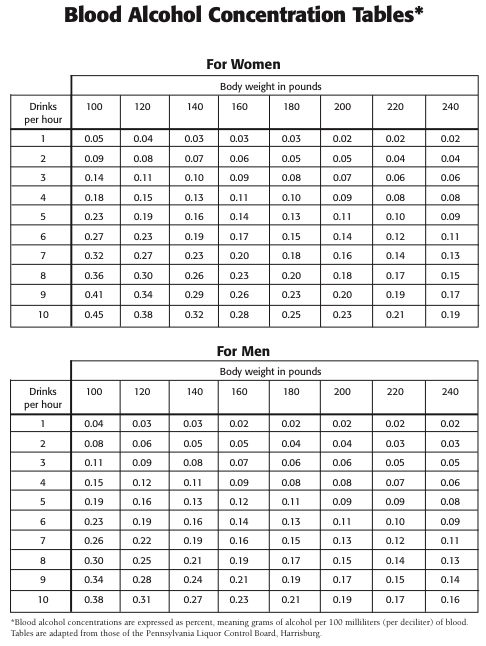 Blood Alcohol Concentration Tables*
For Women
Body weight in pounds
Drinks per hour 100 120 140 160 180 200 220 240
1 0.05 0.04 0.03 0.03 0.03 0.02 0.02 0.02
2 0.09 0.08 0.07 0.06 0.05 0.05 0.04 0.04
3 0.14 0.11 0.10 0.09 0.08 0.07 0.06 0.06
4 0.18 0.15 0.13 0.11 0.10 0.09 0.08 0.08
5 0.23 0.19 0.16 0.14 0.13 0.11 0.10 0.09
6 0.27 0.23 0.19 0.17 0.15 0.14 0.12 0.11
7 0.32 0.27 0.23 0.20 0.18 0.16 0.14 0.13
8 0.36 0.30 0.26 0.23 0.20 0.18 0.17 0.15
9 0.41 0.34 0.29 0.26 0.23 0.20 0.19 0.17
10 0.45 0.38 0.32 0.28 0.25 0.23 0.21 0.19
For Men
Body weight in pounds
Drinks per hour 100 120 140 160 180 200 220 240
1 0.04 0.03 0.03 0.02 0.02 0.02 0.02 0.02
2 0.08 0.06 0.05 0.05 0.04 0.04 0.03 0.03
3 0.11 0.09 0.08 0.07 0.06 0.06 0.05 0.05
4 0.15 0.12 0.11 0.09 0.08 0.08 0.07 0.06
5 0.19 0.16 0.13 0.12 0.11 0.09 0.09 0.08
6 0.23 0.19 0.16 0.14 0.13 0.11 0.10 0.09
7 0.26 0.22 0.19 0.16 0.15 0.13 0.12 0.11
8 0.30 0.25 0.21 0.19 0.17 0.15 0.14 0.13
9 0.34 0.28 0.24 0.21 0.19 0.17 0.15 0.14
10 0.38 0.31 0.27 0.23 0.21 0.19 0.17 0.16
*Blood alcohol concentrations are expressed as percent, meaning grams of alcohol per 100 milliliters (per deciliter) of blood.
Tables are adapted from those of the Pennsylvania Liquor Control Board, Harrisburg.